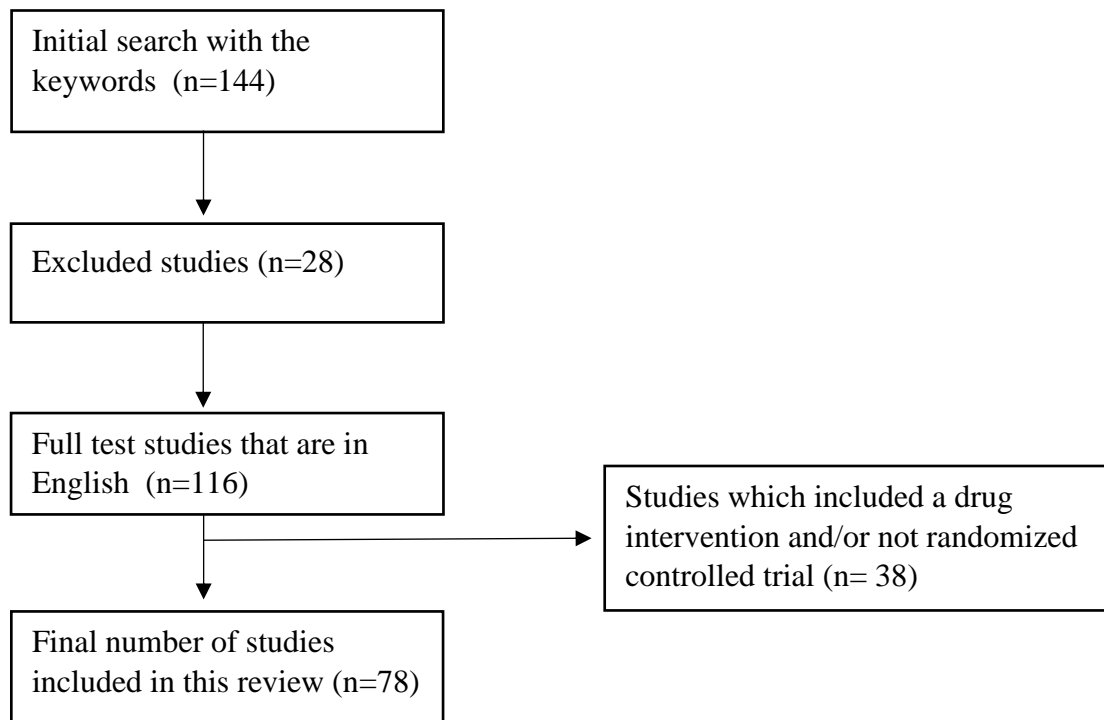 Initial search with the
keywords  (n=144)
Excluded studies (n=28)
Full test studies that are in
English  (n=116)
Studies which included a drug
intervention and/or not randomized
controlled trial (n= 38)
Final number of studies
included in this review (n=78)